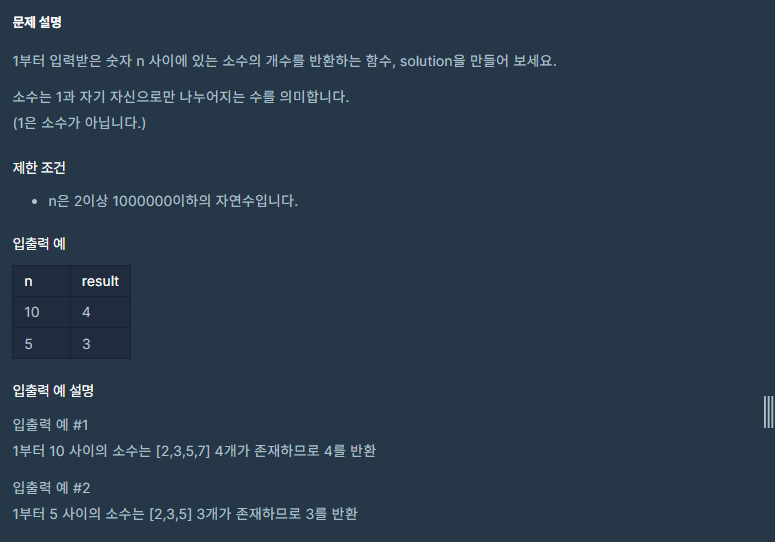 문제 설명
1부터 입력받은 숫자 n 사이에 있는 소수의 개수를 반환하는 함수, solution을 만들어 보세요.
소수는 1과 자기 자신으로만 나누어지는 수를 의미합니다.
(1은 소수가 아닙니다.)
제한 조건
• n은 2이상 1000000이하의 자연수입니다.
입출력 예
n result
10 4
5 3
입출력 예 설명
입출력 예 #1
1부터 10 사이의 소수는 [2,3,5,7] 4개가 존재하므로 4를 반환
입출력 예 #2
1부터 5 사이의 소수는 [2,3,5] 3개가 존재하므로 3를 반환